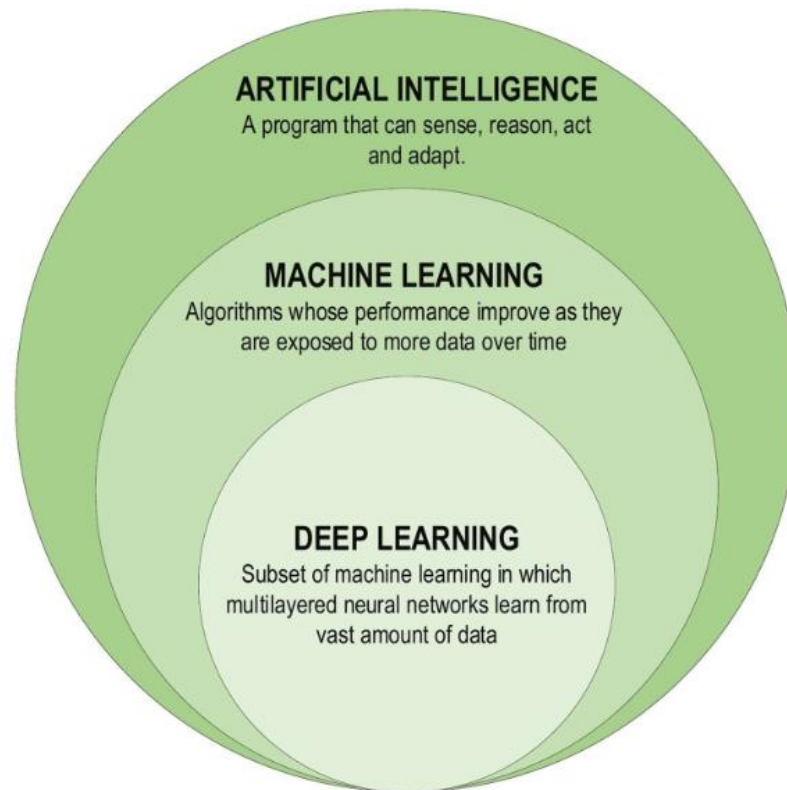 ARTIFICIAL INTELLIGENCE
A program that can sense, reason, act
and adapt.
MACHINE LEARNING
Algorithms whose performance improve as they
are exposed to more data over time
DEEP LEARNING
Subset of machine learning in which
multilayered neural networks learn from
vast amount of data